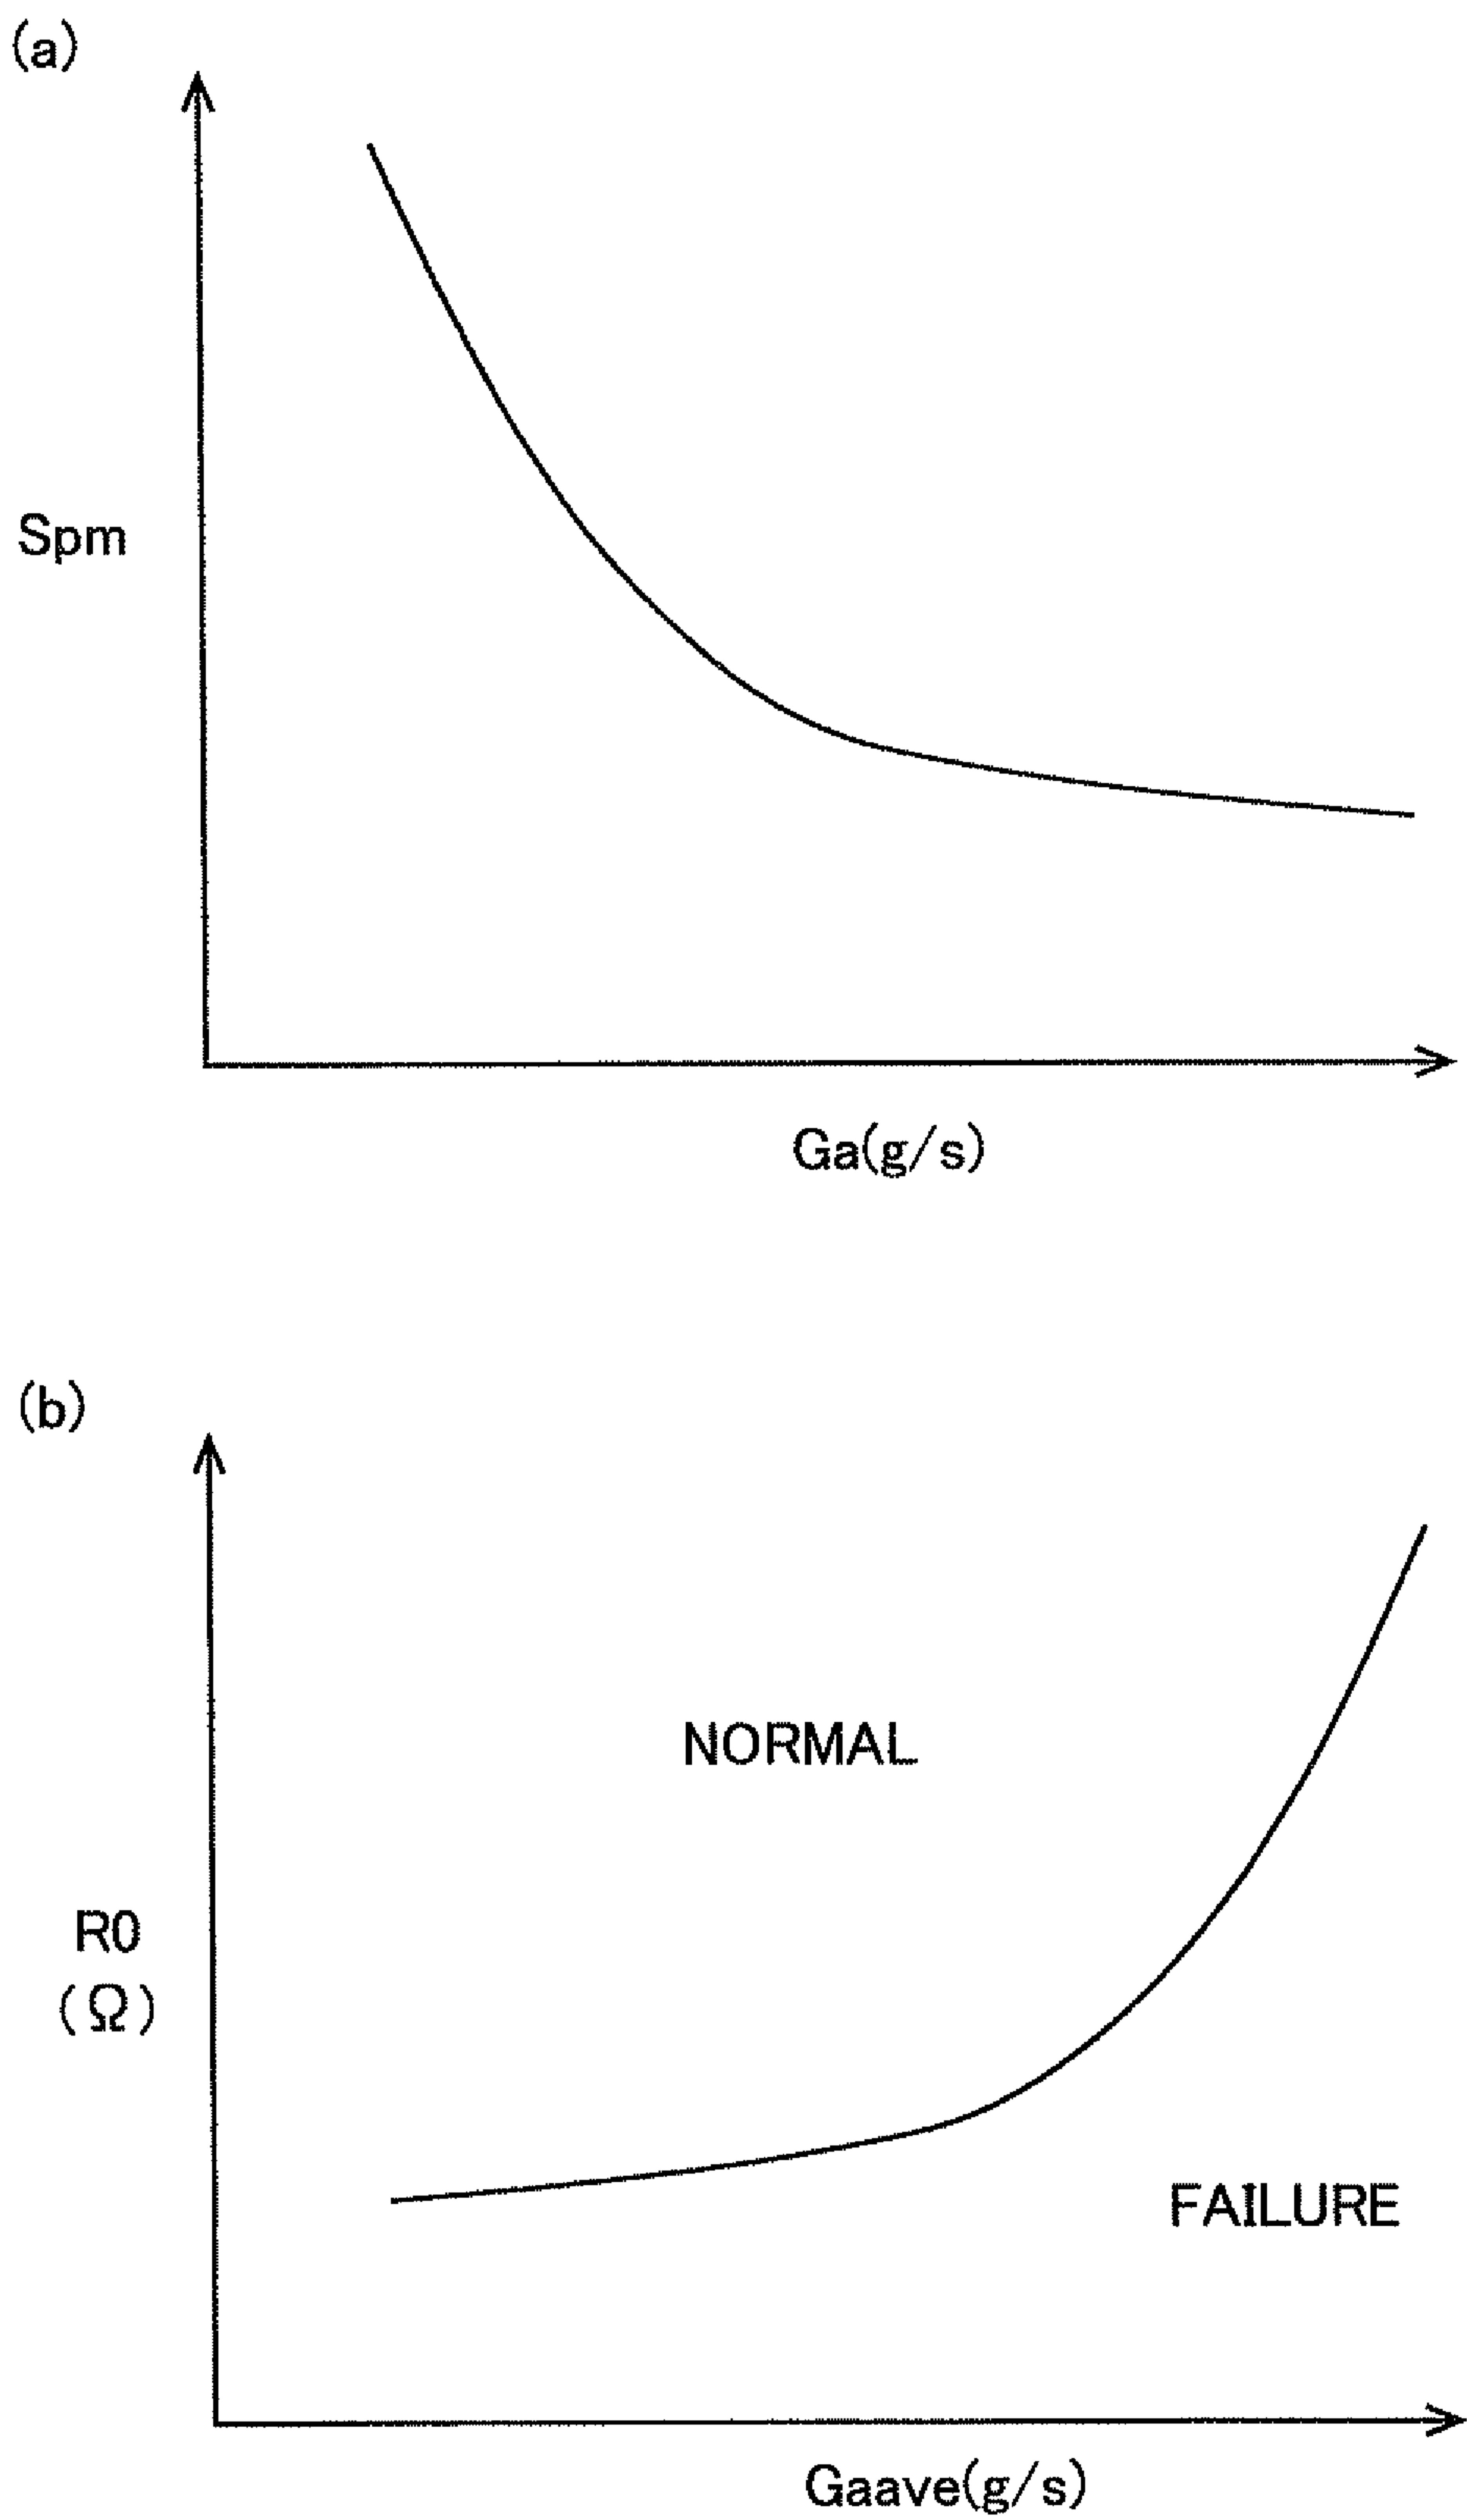 (a)
Spm
Ga(g/s)
(b)
NORMAL
R0
(Ω)
FAILURE
Gaave(g/s)